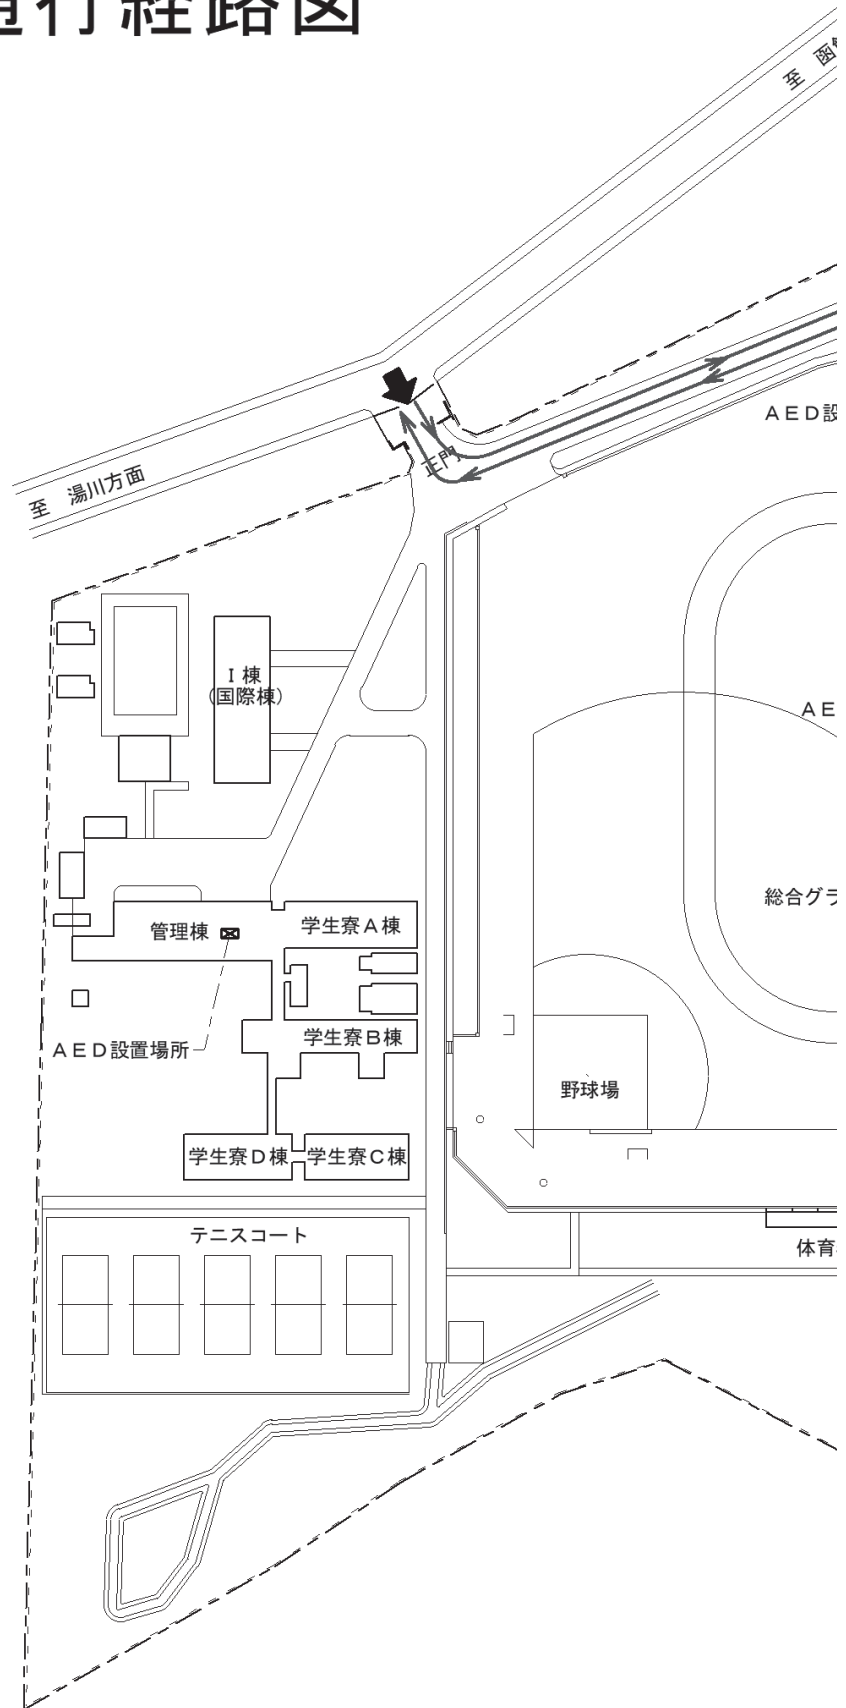 通行経路図
至 函
正門
AED設
至 湯川方面
I 棟
(国際棟)
AE
総合グラ
管理棟
学生寮A棟
学生寮B棟
AED設置場所
野球場
学生寮D棟
学生寮C棟
テニスコート
体育